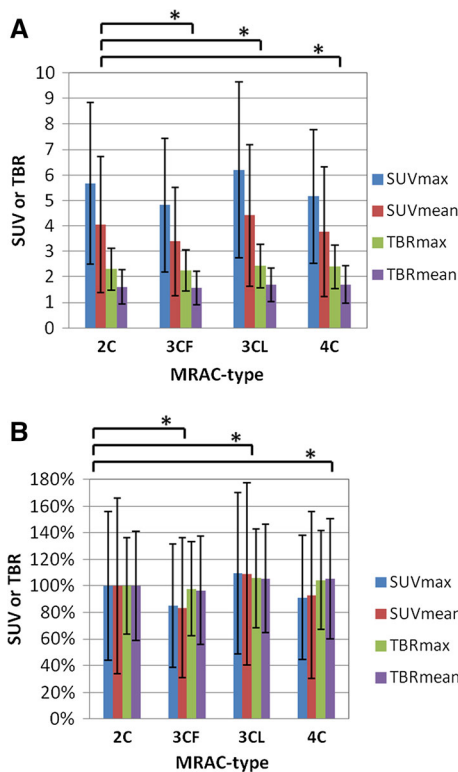 A
*
*
*
10
9
8
7
6
5
4
3
2
1
0
SUV or TBR
2C 3CF 3CL 4C
MRAC-type
SUVmax
SUVmean
TBRmax
TBRmean
B
*
*
*
180%
160%
140%
120%
100%
80%
60%
40%
20%
0%
SUV or TBR
2C 3CF 3CL 4C
MRAC-type
SUVmax
SUVmean
TBRmax
TBRmean